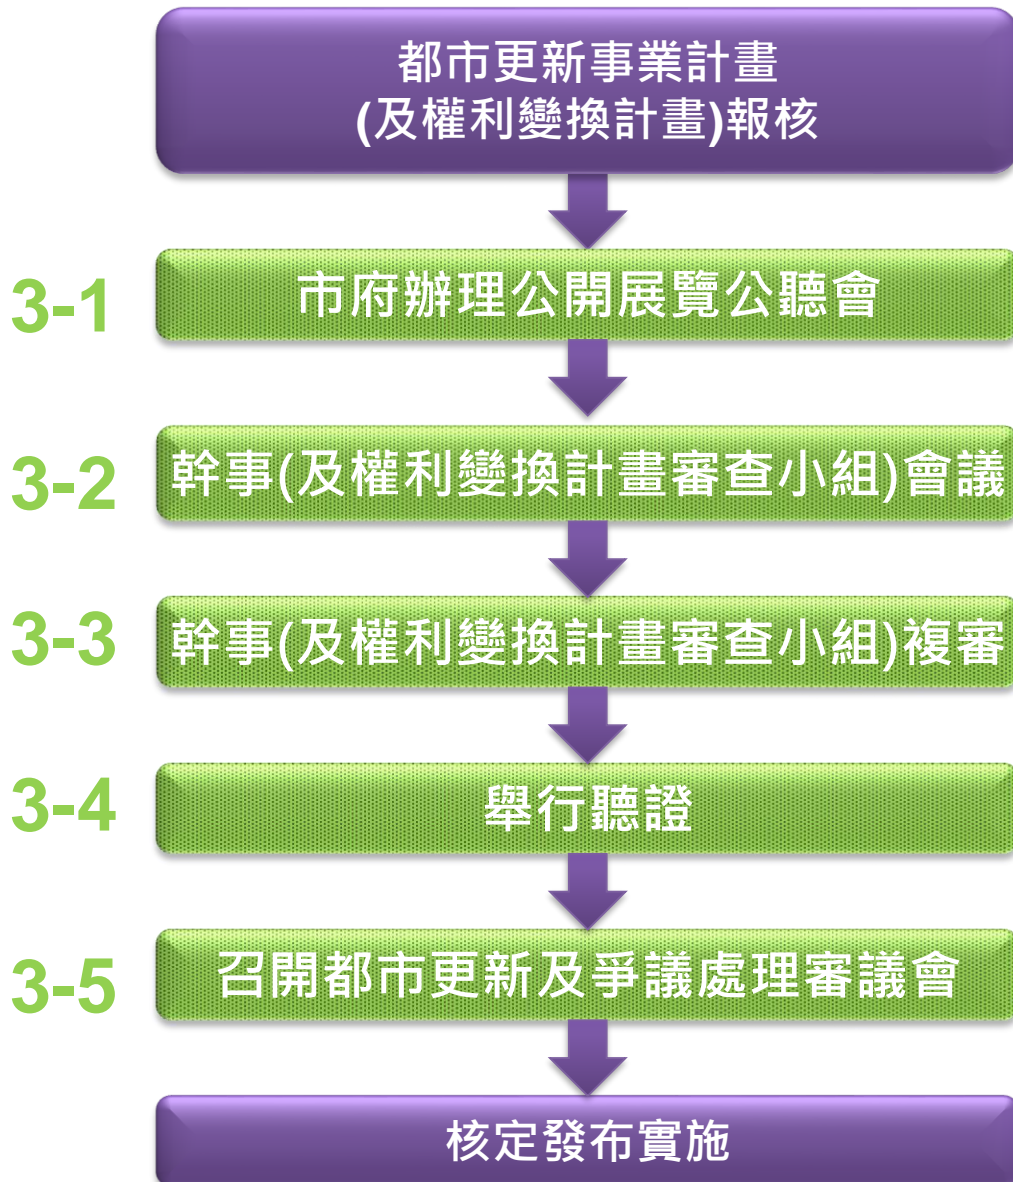 都市更新事業計畫
(及權利變換計畫)報核
3-1
市府辦理公開展覽公聽會
3-2
幹事(及權利變換計畫審查小組)會議
3-3
幹事(及權利變換計畫審查小組)複審
3-4
舉行聽證
3-5
召開都市更新及爭議處理審議會
核定發布實施